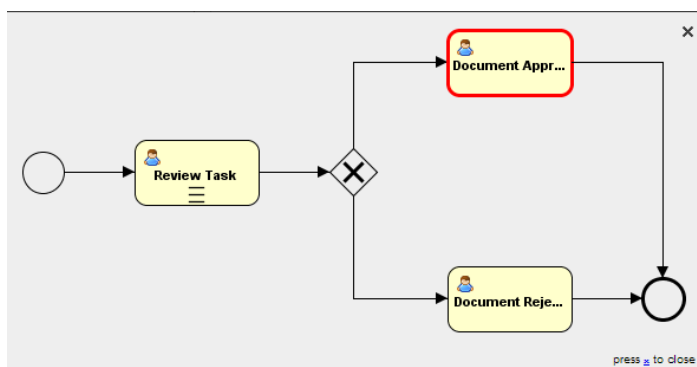 Document Appr...
Review Task
Document Reje...
press x to close